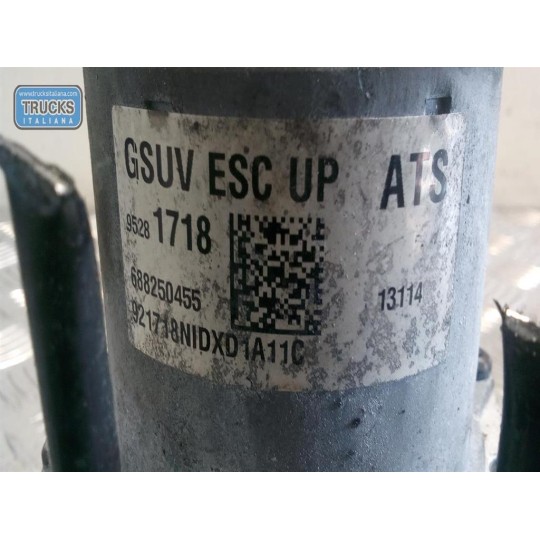 www.trucksitaliana.com
TRUCKS
ITALIANA
GSUV ESC UP ATS
9528 1718
688250455 13114
921718NIDXD1A11C